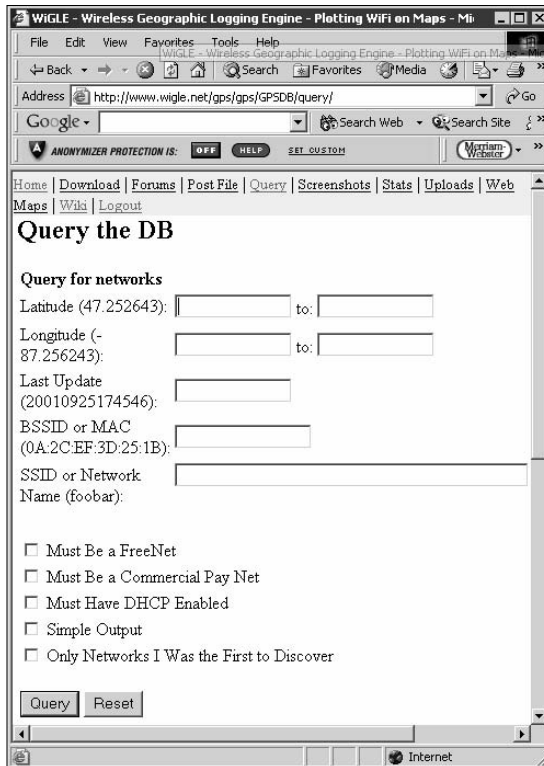 WiGLE - Wireless Geographic Logging Engine - Plotting WiFi on Maps - Mi
File Edit View Favorites Tools Help
WiGLE - Wireless Geographic Logging Engine - Plotting WiFi on Maps - Mic
Back Search Favorites Media
Address http://www.wigle.net/gps/gps/GPSDB/query/ Go
Google Search Web Search Site
ANONYMIZER PROTECTION IS: OFF HELP SET CUSTOM Merriam-Webster
Home | Download | Forums | Post File | Query | Screenshots | Stats | Uploads | Web
Maps | Wiki | Logout
Query the DB
Query for networks
Latitude (47.252643): to:
Longitude (-
87.256243): to:
Last Update
(20010925174546):
BSSID or MAC
(0A:2C:EF:3D:25:1B):
SSID or Network
Name (foobar):
Must Be a FreeNet
Must Be a Commercial Pay Net
Must Have DHCP Enabled
Simple Output
Only Networks I Was the First to Discover
Query Reset
Internet